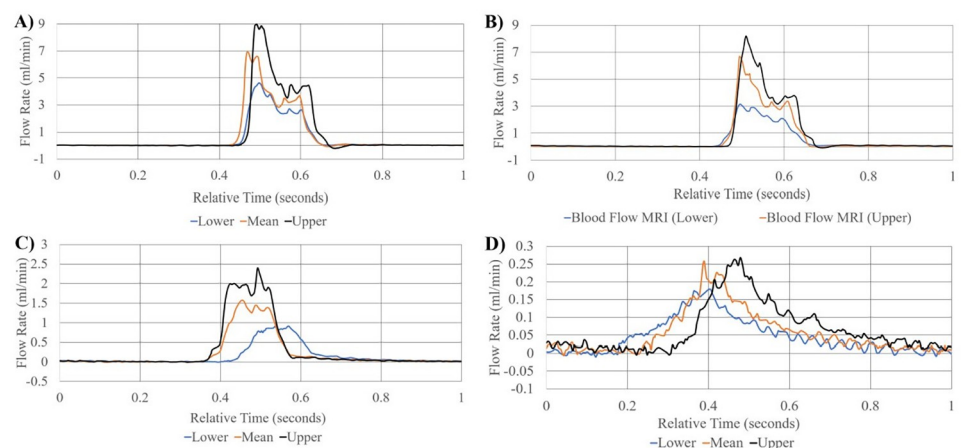 A)
Flow Rate (ml/min)
9
7
5
3
1
-1
0 0.2 0.4 0.6 0.8 1
Relative Time (seconds)
Lower Mean Upper
B)
Flow Rate (ml/min)
9
7
5
3
1
-1
0 0.2 0.4 0.6 0.8 1
Relative Time (seconds)
Blood Flow MRI (Lower) Blood Flow MRI (Upper)
C)
Flow Rate (ml/min)
3
2.5
2
1.5
1
0.5
0
-0.5
0 0.2 0.4 0.6 0.8 1
Relative Time (seconds)
Lower Mean Upper
D)
Flow Rate (ml/min)
0.3
0.25
0.2
0.15
0.1
0.05
0
-0.05
-0.1
0 0.2 0.4 0.6 0.8 1
Relative Time (seconds)
Lower Mean Upper